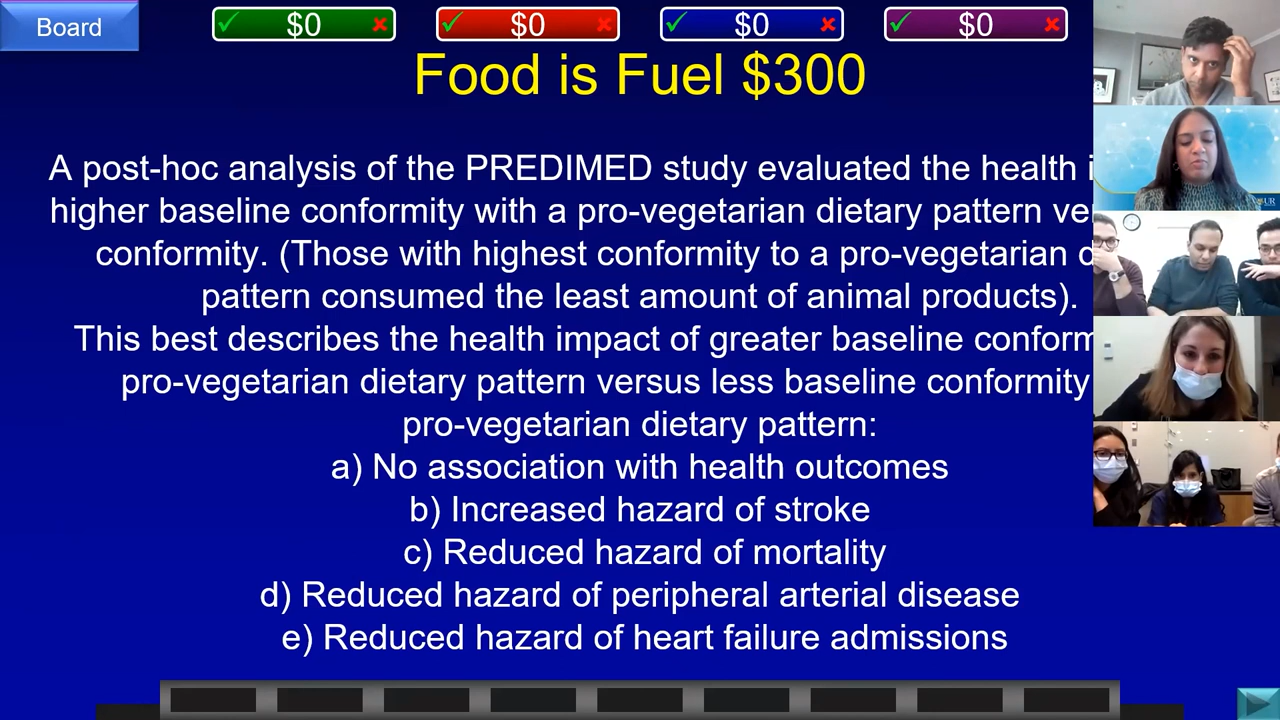 Board
$0
$0
$0
$0
Food is Fuel $300
A post-hoc analysis of the PREDIMED study evaluated the health
higher baseline conformity with a pro-vegetarian dietary pattern
conformity. (Those with highest conformity to a pro-vegetarian
pattern consumed the least amount of animal products).
This best describes the health impact of greater baseline
pro-vegetarian dietary pattern versus less baseline conformity
pro-vegetarian dietary pattern:
a) No association with health outcomes
b) Increased hazard of stroke
c) Reduced hazard of mortality
d) Reduced hazard of peripheral arterial disease
e) Reduced hazard of heart failure admissions